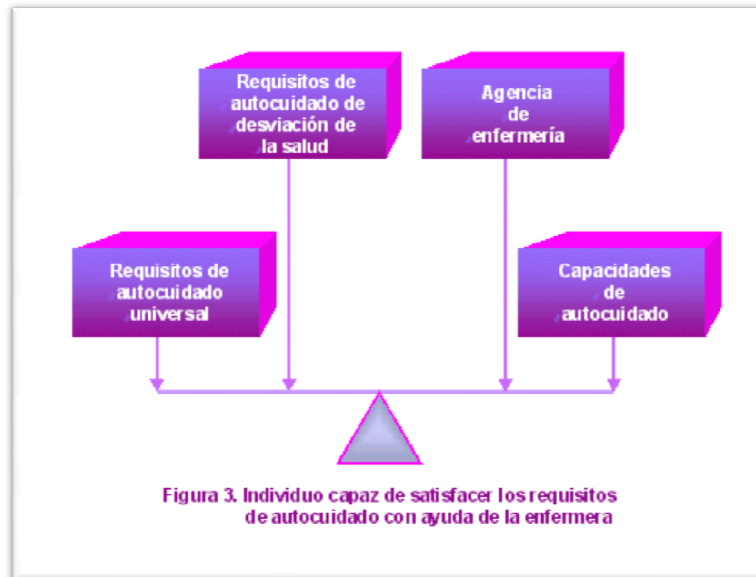 Requisitos de
autocuidado de
desviación de
la salud
Agencia
de
enfermería
Requisitos de
autocuidado
universal
Capacidades
de
autocuidado
Figura 3. Individuo capaz de satisfacer los requisitos
de autocuidado con ayuda de la enfermera